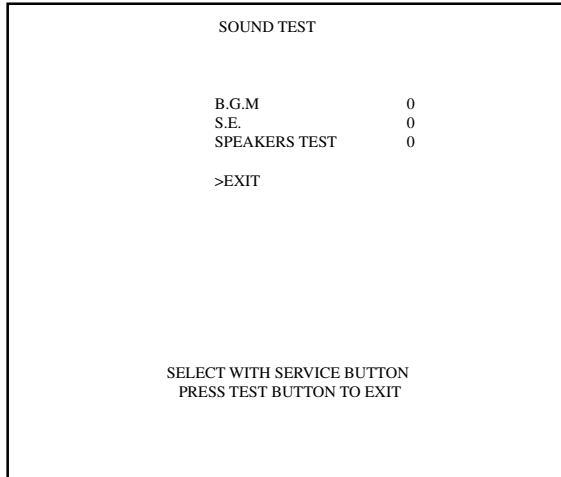 SOUND TEST
B.G.M 0
S.E. 0
SPEAKERS TEST 0
>EXIT
SELECT WITH SERVICE BUTTON
PRESS TEST BUTTON TO EXIT